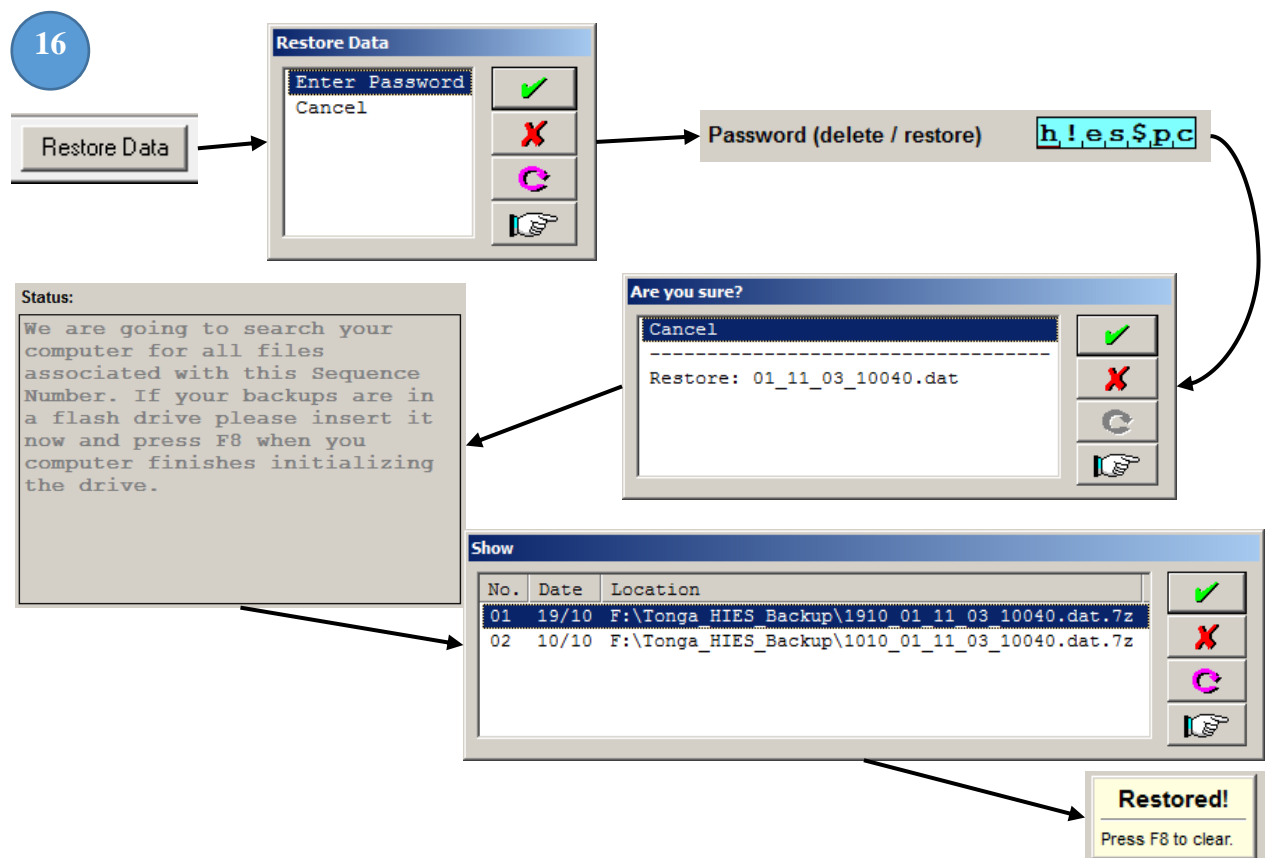 16
Restore Data
Restore Data
Enter Password
Cancel
Password (delete / restore)
h!es$pc
Are you sure?
Cancel
-----------------------------------
Restore: 01_11_03_10040.dat
Status:
We are going to search your
computer for all files
associated with this Sequence
Number. If your backups are in
a flash drive please insert it
now and press F8 when you
computer finishes initializing
the drive.
Show
No. Date Location
01 19/10 F:\Tonga_HIES_Backup\1910_01_11_03_10040.dat.7z
02 10/10 F:\Tonga_HIES_Backup\1010_01_11_03_10040.dat.7z
Restored!
Press F8 to clear.